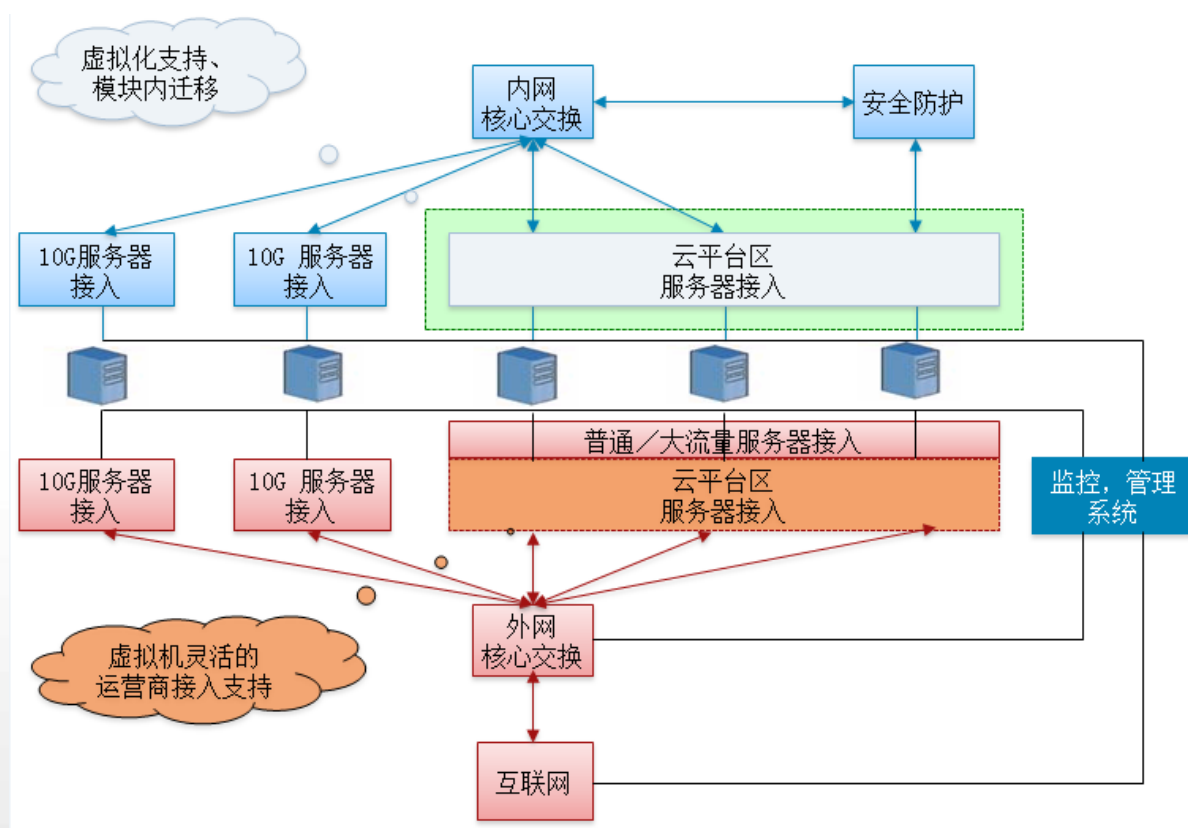 虚拟化支持、
模块内迁移
内网
核心交换
安全防护
10G服务器
接入
10G 服务器
接入
云平台区
服务器接入
普通／大流量服务器接入
10G服务器
接入
10G 服务器
接入
云平台区
服务器接入
监控，管理
系统
外网
核心交换
虚拟机灵活的
运营商接入支持
互联网